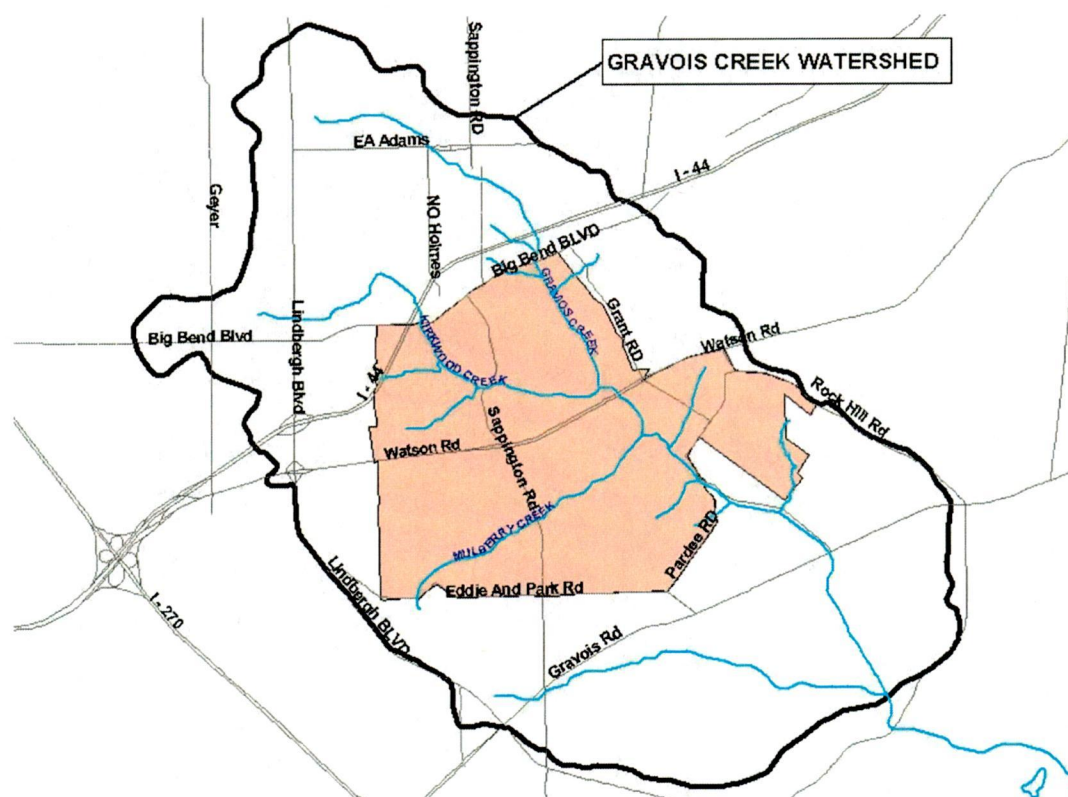 Sappington RD
GRAVOIS CREEK WATERSHED
EA Adams
I - 44
Geyer
NO Holmes
Big Bend BLVD
GRAVOIS CREEK
Lindbergh Blvd
Grant RD
Big Bend Blvd
KIRKWOOD CREEK
Watson Rd
I - 44
Rock Hill Rd
Sappington Rd
Watson Rd
MULBERRY CREEK
Pardee RD
Lindbergh BLVD
Eddie And Park Rd
I - 270
Gravois Rd